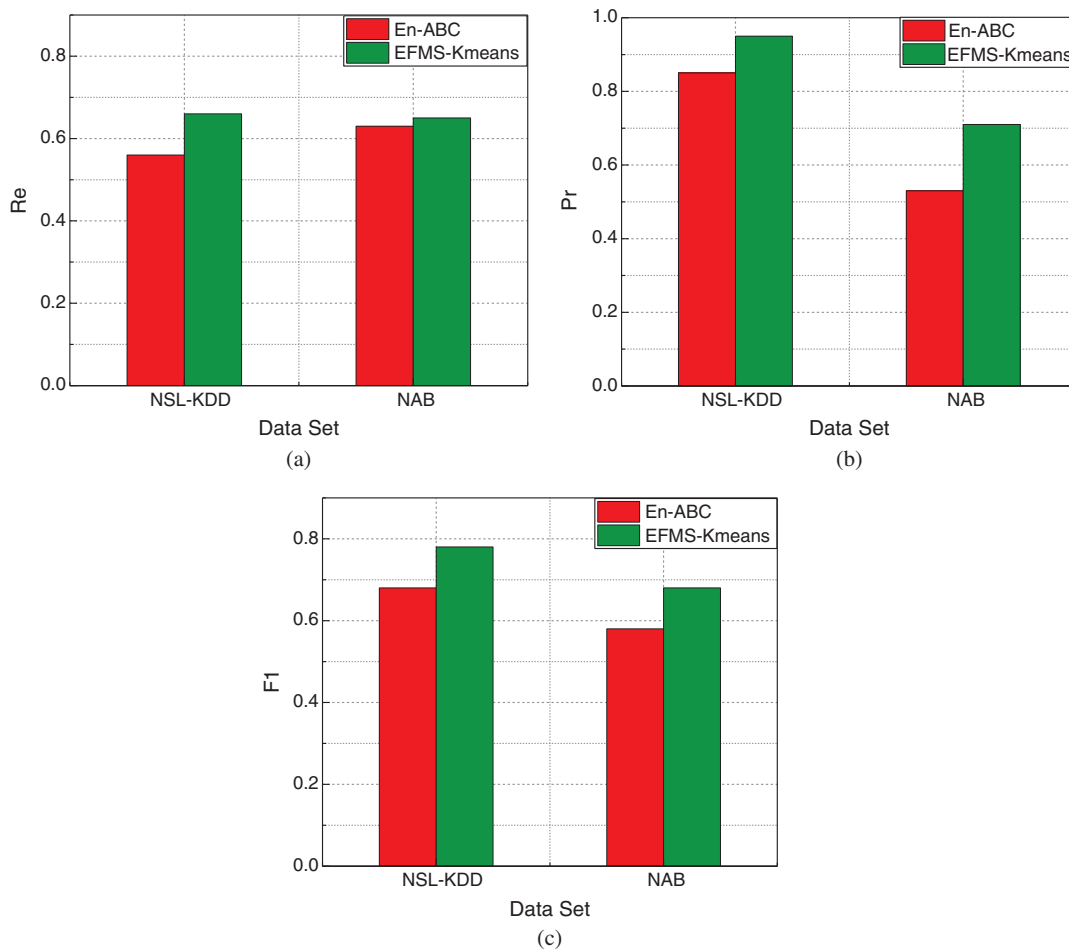 En-ABC
EFMS-Kmeans
0.8
0.6
0.4
0.2
0.0
Re
NSL-KDD
NAB
Data Set
(a)
En-ABC
EFMS-Kmeans
1.0
0.8
0.6
0.4
0.2
0.0
Pr
NSL-KDD
NAB
Data Set
(b)
En-ABC
EFMS-Kmeans
0.8
0.6
0.4
0.2
0.0
F1
NSL-KDD
NAB
Data Set
(c)